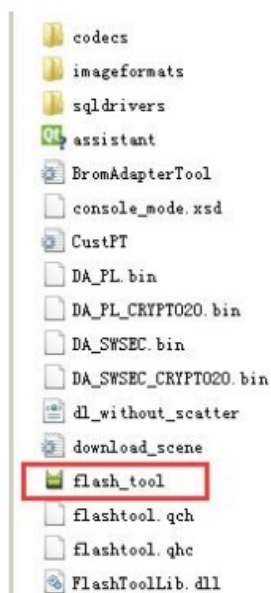 codecs
imageformats
sqldrivers
assistant
BromAdapterTool
console_mode.xsd
CustPT
DA_PL.bin
DA_PL_CRYPTO20.bin
DA_SWSEC.bin
DA_SWSEC_CRYPTO20.bin
dl_without_scatter
download_scene
flash_tool
flashtool.qch
flashtool.qhc
FlashToolLib.dll